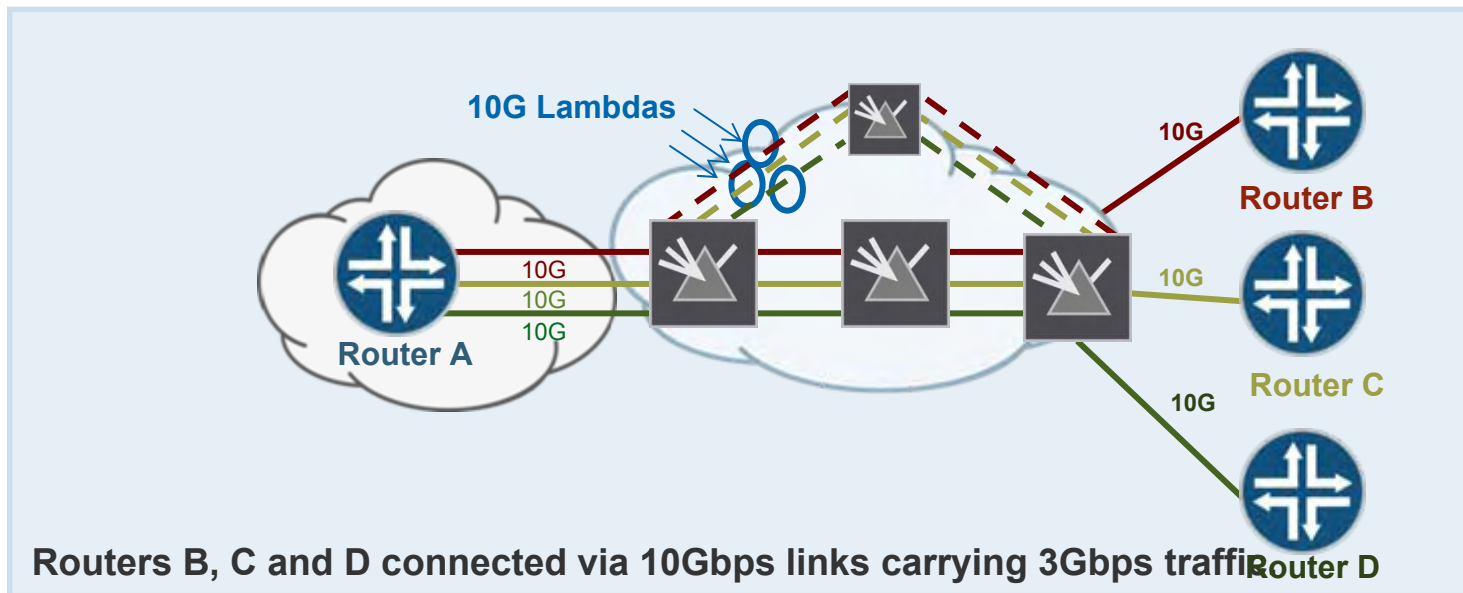 10G Lambdas
10G
Router B
10G
10G
10G
Router A
10G
Router C
10G
Routers B, C and D connected via 10Gbps links carrying 3Gbps traffic
Router D